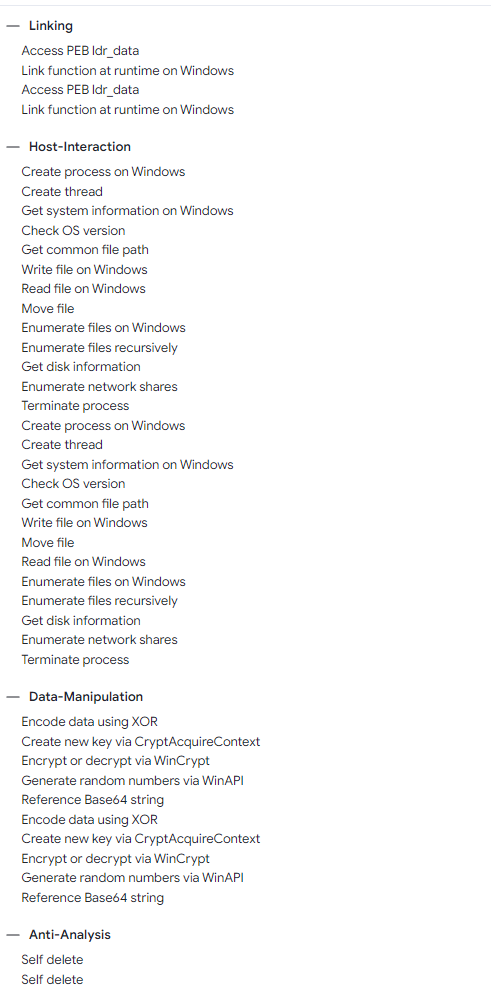 — Linking
Access PEB ldr_data
Link function at runtime on Windows
Access PEB ldr_data
Link function at runtime on Windows
— Host-Interaction
Create process on Windows
Create thread
Get system information on Windows
Check OS version
Get common file path
Write file on Windows
Read file on Windows
Move file
Enumerate files on Windows
Enumerate files recursively
Get disk information
Enumerate network shares
Terminate process
Create process on Windows
Create thread
Get system information on Windows
Check OS version
Get common file path
Write file on Windows
Move file
Read file on Windows
Enumerate files on Windows
Enumerate files recursively
Get disk information
Enumerate network shares
Terminate process
— Data-Manipulation
Encode data using XOR
Create new key via CryptAcquireContext
Encrypt or decrypt via WinCrypt
Generate random numbers via WinAPI
Reference Base64 string
Encode data using XOR
Create new key via CryptAcquireContext
Encrypt or decrypt via WinCrypt
Generate random numbers via WinAPI
Reference Base64 string
— Anti-Analysis
Self delete
Self delete